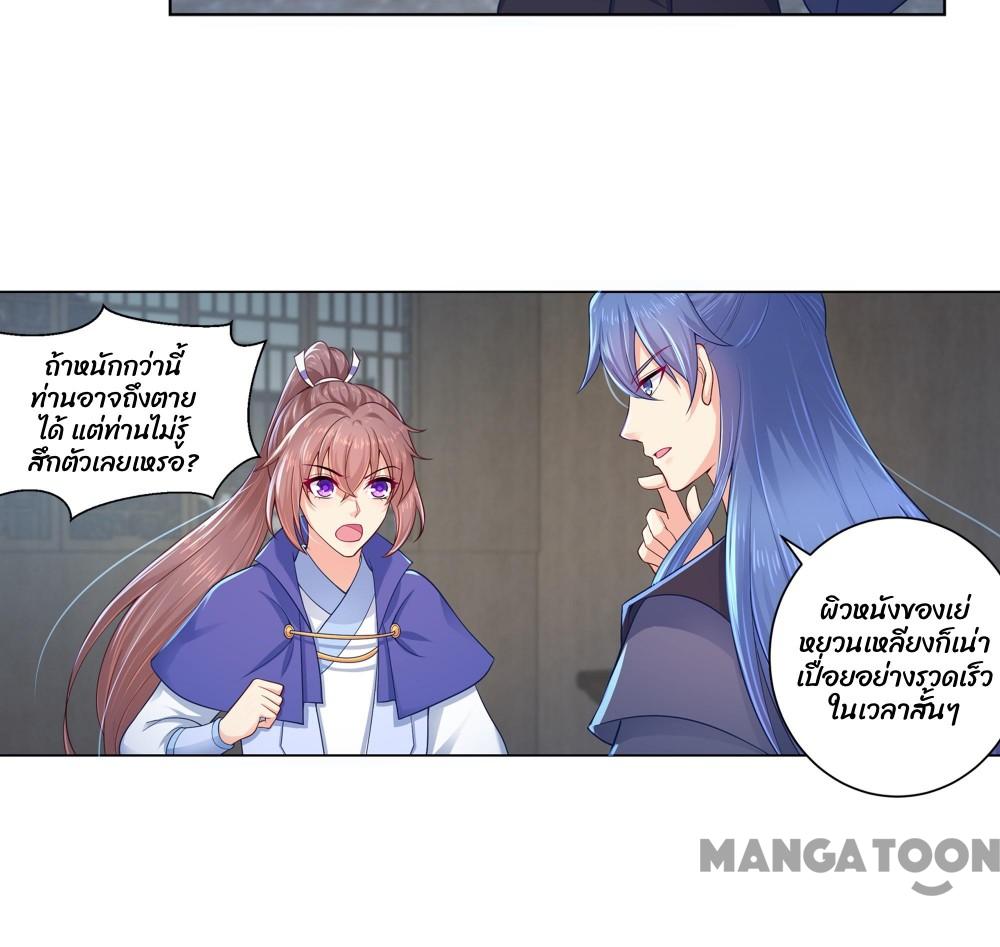 ถ้าหนักกว่านี้
ท่านอาจถึงตาย
ได้ แต่ท่านไม่รู้
สึกตัวเลยเหรอ?
ผิวหนังของเย่
หยวนเหลียงก็เน่า
เปื่อยอย่างรวดเร็ว
ในเวลาสั้นๆ
MANGATOON